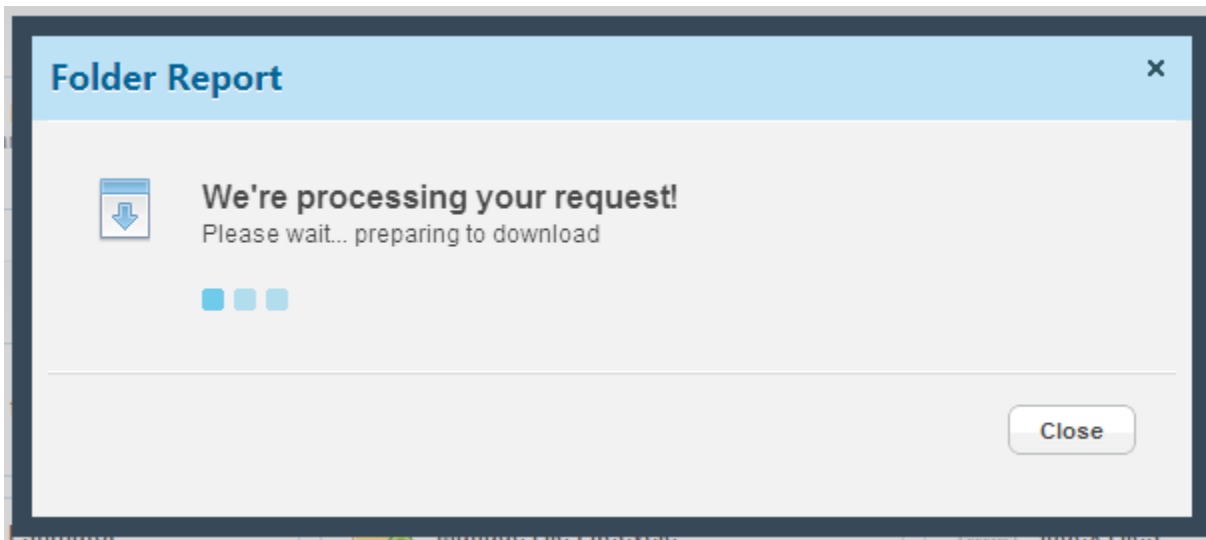 Folder Report
We're processing your request!
Please wait... preparing to download
Close